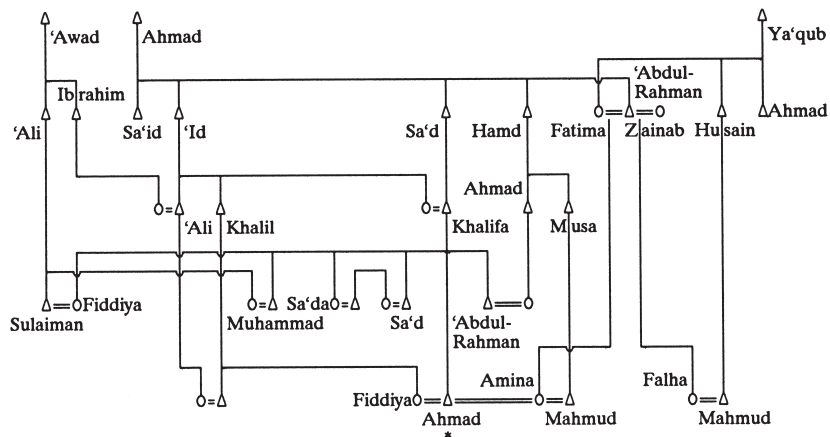 ‘Awad
Ahmad
Ya‘qub
Ibrahim
‘Abdul-
Rahman
‘Ali
Sa‘id
‘Id
Sa‘d
Hamd
Fatima
Zainab
Husain
Ahmad
Ahmad
‘Ali
Khalil
Khalifa
Musa
Sulaiman
Fiddiya
Muhammad
Sa‘da
Sa‘d
‘Abdul-
Rahman
Amina
Falha
Fiddiya
Ahmad
Mahmud
Mahmud
*